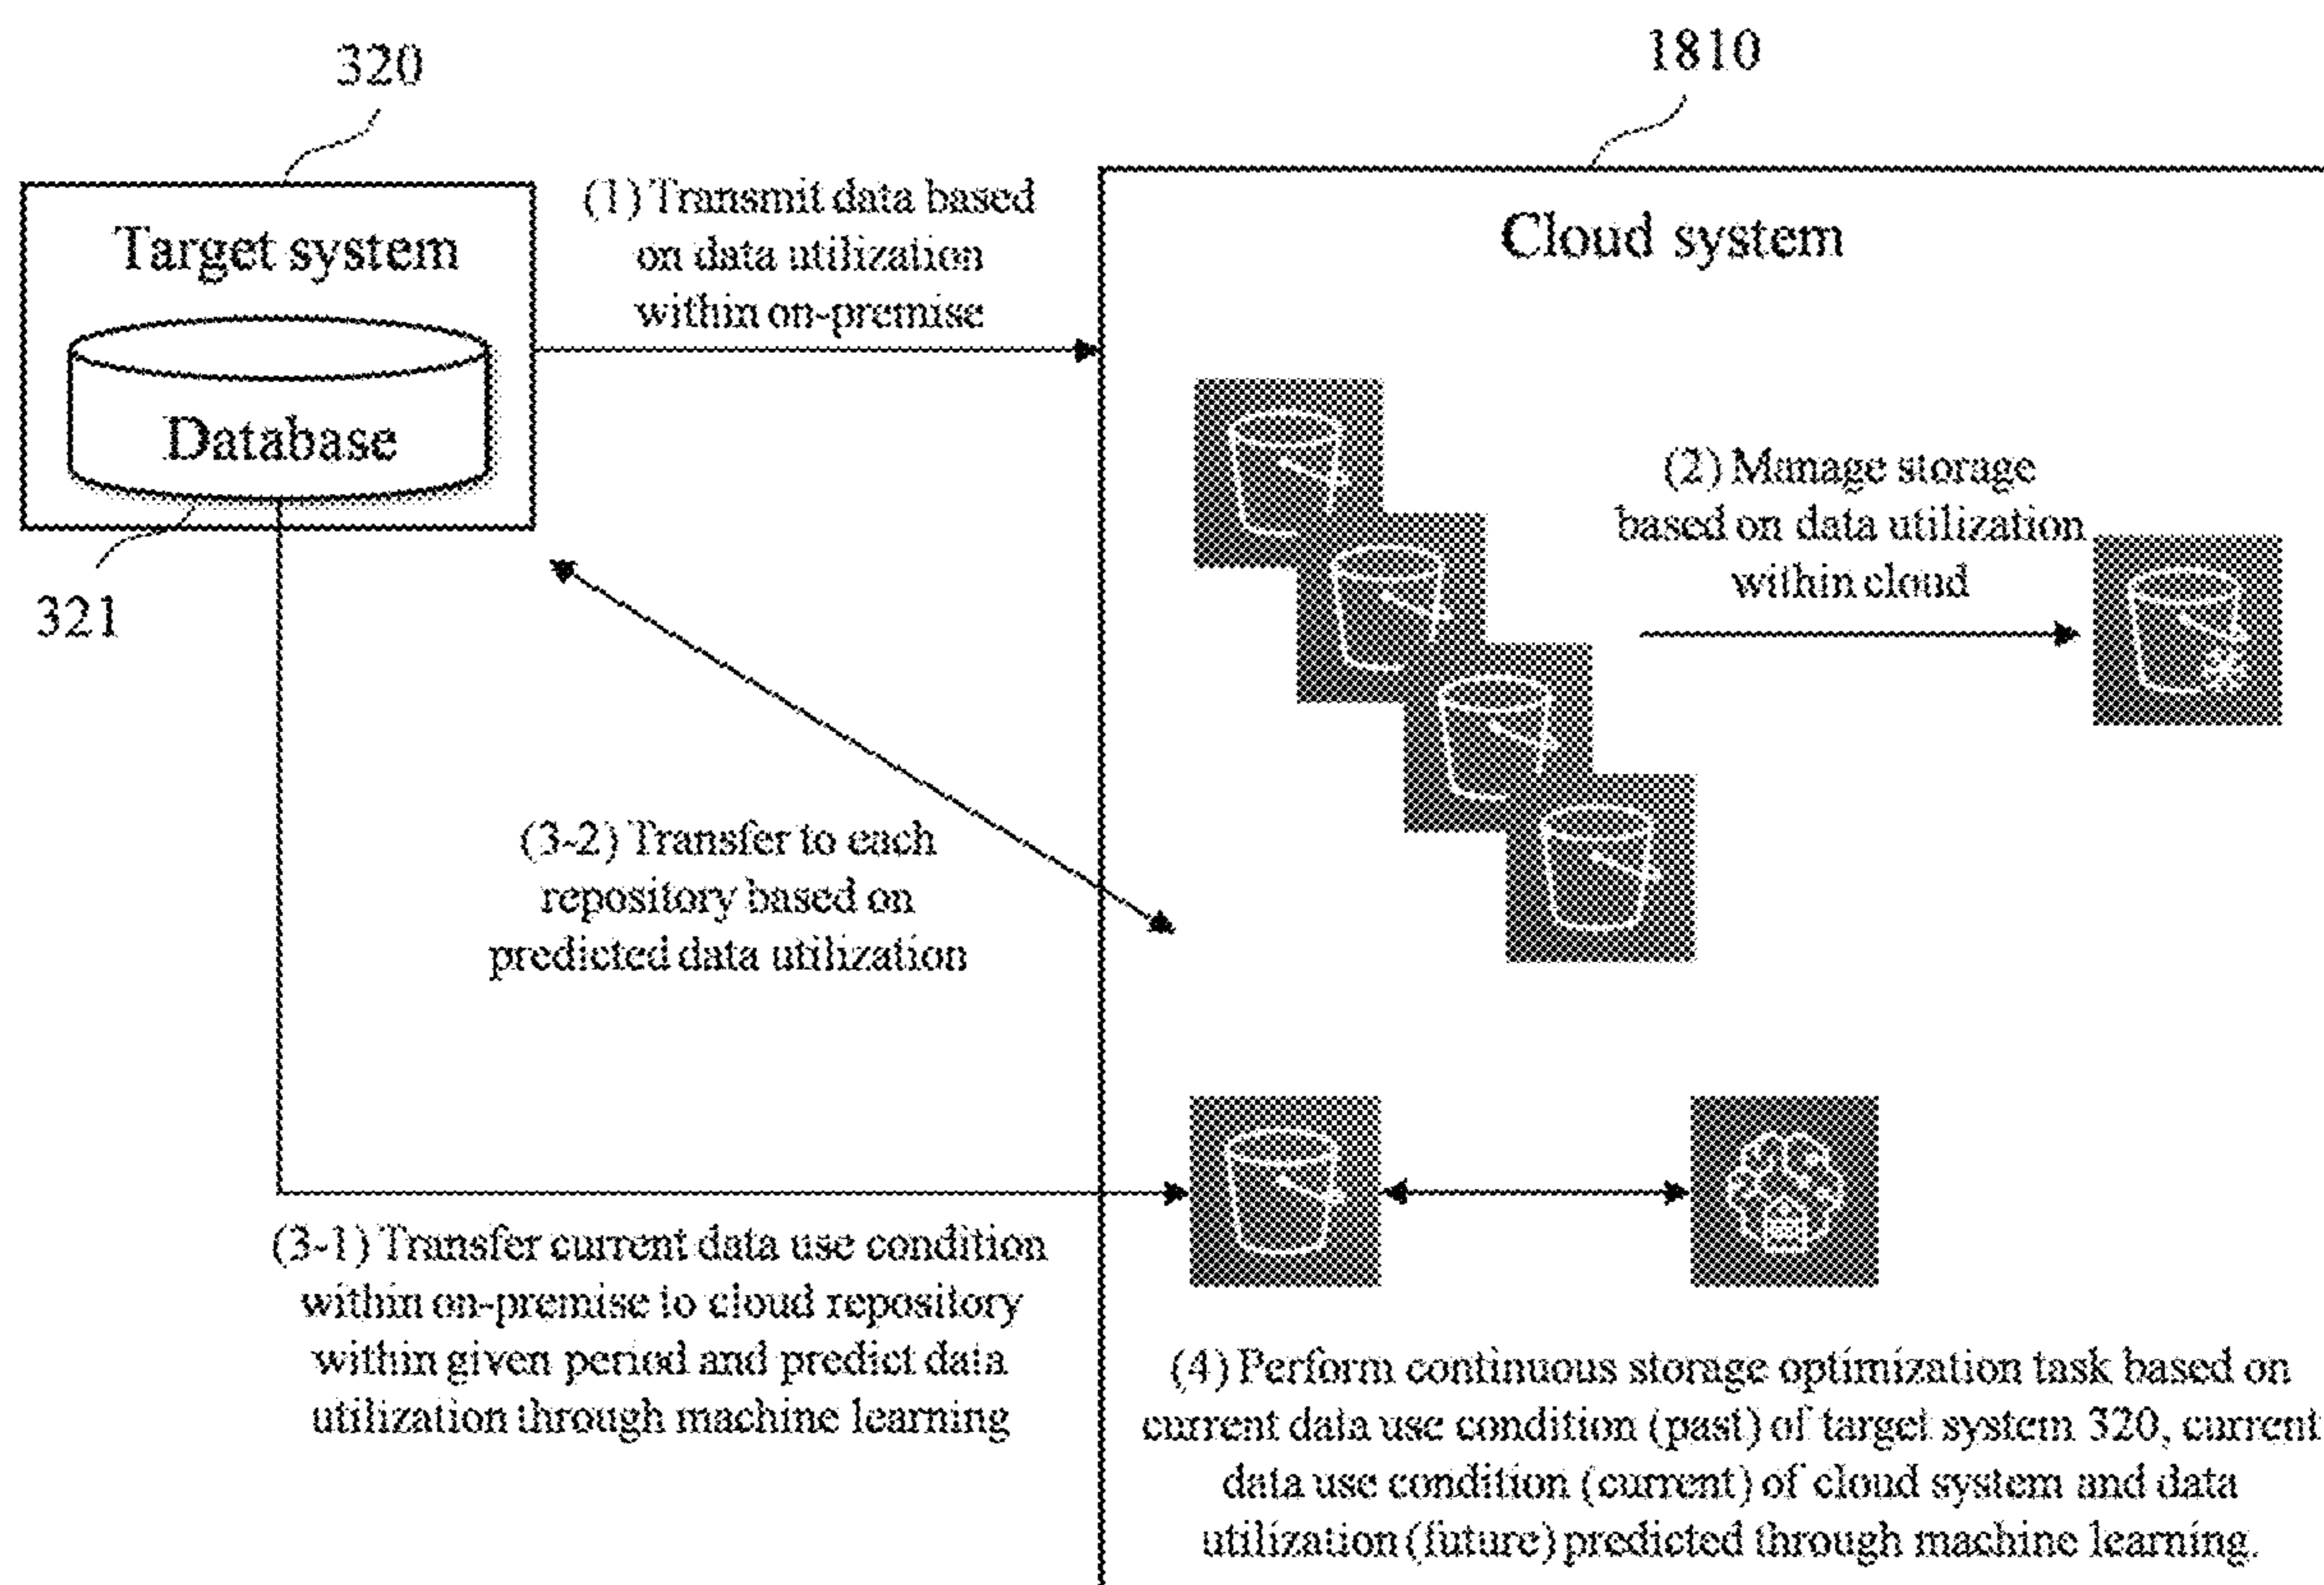 320
1810
Target system
Database
321
(1) Transmit data based
on data utilization
within on-premise
Cloud system
(2) Manage storage
based on data utilization
within cloud
(3-2) Transfer to each
repository based on
predicted data utilization
(3-1) Transfer current data use condition
within on-premise to cloud repository
within given period and predict data
utilization through machine learning
(4) Perform continuous storage optimization task based on
current data use condition (past) of target system 320, current
data use condition (current) of cloud system and data
utilization (future) predicted through machine learning.